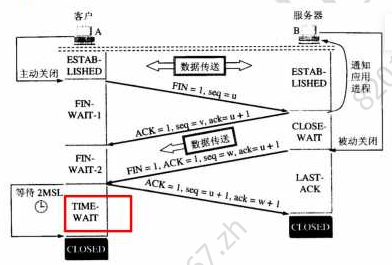 客户
服务器
A
B
ESTAB-
LISHED
数据传送
ESTAB-
LISHED
通知
应用
进程
主动关闭
FIN = 1, seq = u
FIN-
WAIT-1
ACK = 1, seq = v, ack= u + 1
CLOSE-
WAIT
数据传送
被动关闭
FIN = 1, ACK = 1, seq = w, ack= u + 1
FIN-
WAIT-2
ACK = 1, seq = u + 1, ack = w + 1
LAST-
ACK
等待 2MSL
TIME-
WAIT
CLOSED
CLOSED
67.zh
820